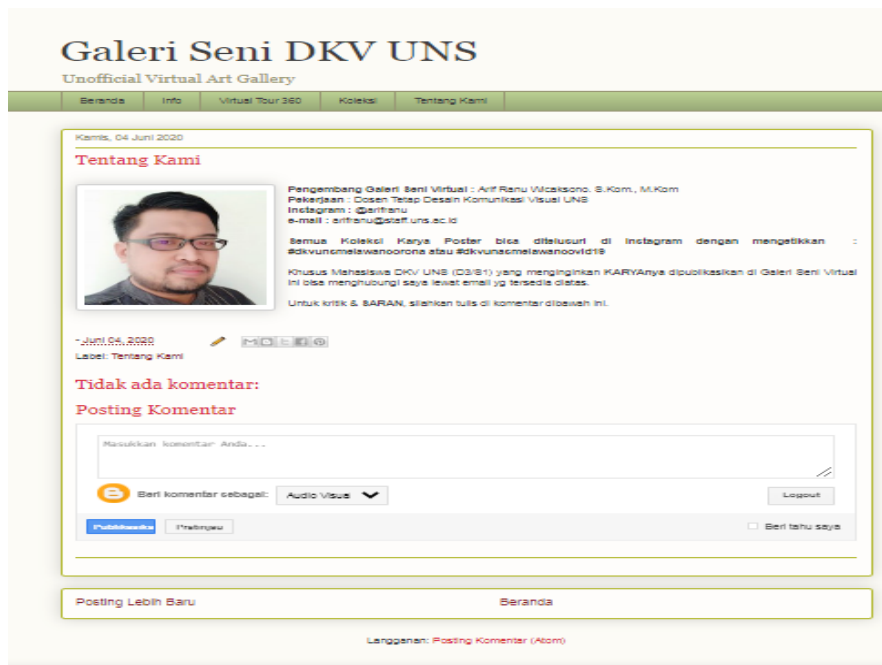 Galeri Seni DKV UNS
Unofficial Virtual Art Gallery
Beranda Info Virtual Tour 360 Koleksi Tentang Kami
Kamis, 04 Juni 2020
Tentang Kami
Pengembang Galeri Seni Virtual : Arif Ranu Wicaksono. S.Kom., M.Kom
Pekerjaan : Dosen Tetap Desain Komunikasi Visual UNS
Instagram : @arifranu
e-mail : arifranu@staff.uns.ac.id
Semua Koleksi Karya Poster bisa ditelusuri di Instagram dengan mengetikkan :
#dkvunsmelawancorona atau #dkvunsmelawancovid19
Khusus Mahasiswa DKV UNS (D3/S1) yang menginginkan KARYAnya dipublikasikan di Galeri Seni Virtual
ini bisa menghubungi saya lewat email yg tersedia diatas.
Untuk kritik & SARAN, silahkan tulis di komentar dibawah ini.
- Juni 04, 2020
Label: Tentang Kami
Tidak ada komentar:
Posting Komentar
Masukkan komentar Anda...
Beri komentar sebagai: Audio Visual
Logout
Publikasika Pratinjau
Beri tahu saya
Posting Lebih Baru Beranda
Langganan: Posting Komentar (Atom)